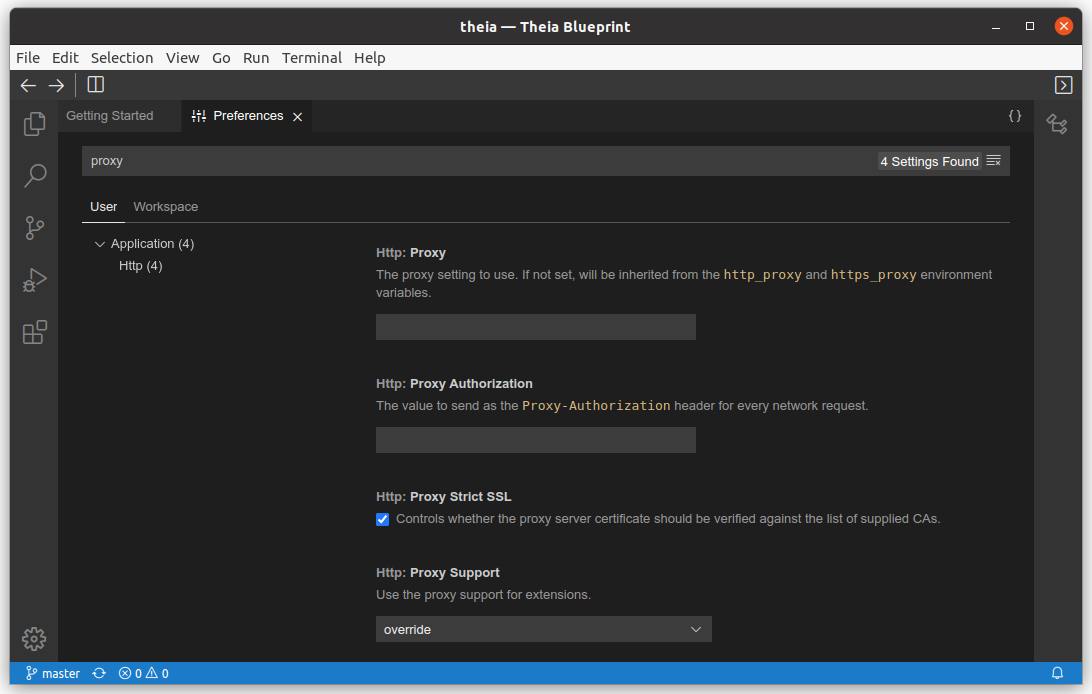 theia — Theia Blueprint
File Edit Selection View Go Run Terminal Help
Getting Started Preferences
proxy 4 Settings Found
User Workspace
Application (4)
Http (4)
Http: Proxy
The proxy setting to use. If not set, will be inherited from the http_proxy and https_proxy environment
variables.
Http: Proxy Authorization
The value to send as the Proxy-Authorization header for every network request.
Http: Proxy Strict SSL
Controls whether the proxy server certificate should be verified against the list of supplied CAs.
Http: Proxy Support
Use the proxy support for extensions.
override
master 0 0